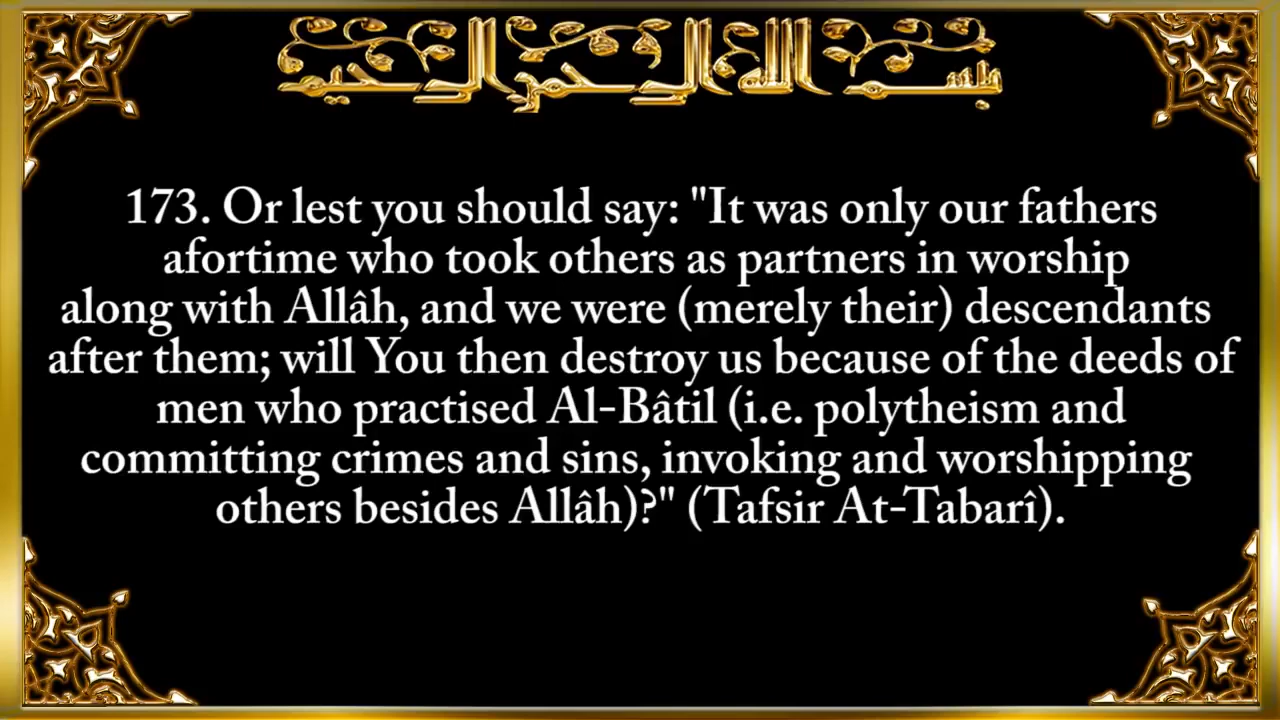 بسم الله الرحمن الرحيم
173. Or lest you should say: "It was only our fathers
afortime who took others as partners in worship
along with Allâh, and we were (merely their) descendants
after them; will You then destroy us because of the deeds of
men who practised Al-Bâtil (i.e. polytheism and
committing crimes and sins, invoking and worshipping
others besides Allâh)?" (Tafsir At-Tabarî).